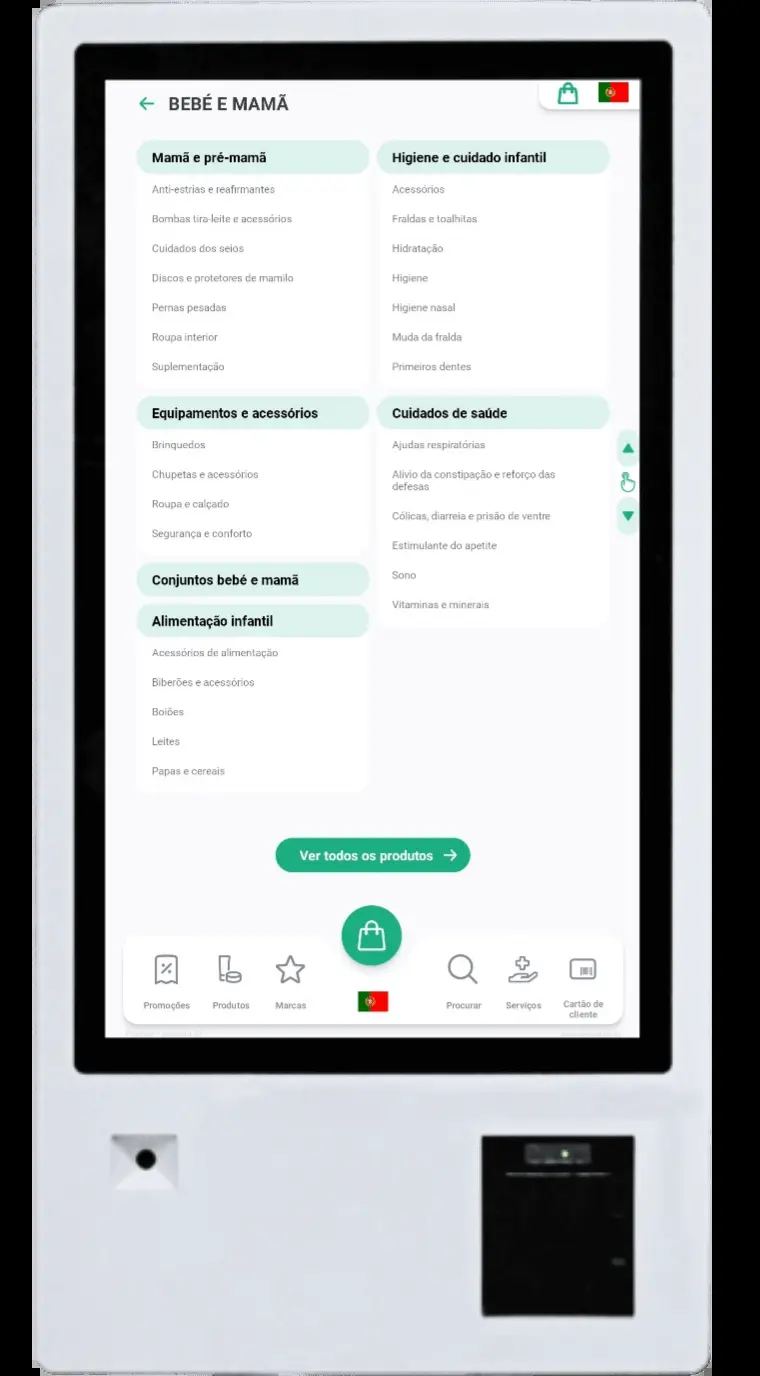 BEBÉ E MAMÃ
Mamã e pré-mamã
Anti-estrias e reafirmantes
Bombas tira-leite e acessórios
Cuidados dos seios
Discos e protetores de mamilo
Pernas pesadas
Roupa interior
Suplementação
Equipamentos e acessórios
Brinquedos
Chupetas e acessórios
Roupa e calçado
Segurança e conforto
Conjuntos bebé e mamã
Alimentação infantil
Acessórios de alimentação
Biberões e acessórios
Boiões
Leites
Papas e cereais
Higiene e cuidado infantil
Acessórios
Fraldas e toalhitas
Hidratação
Higiene
Higiene nasal
Muda da fralda
Primeiros dentes
Cuidados de saúde
Ajudas respiratórias
Alívio da constipação e reforço das
defesas
Cólicas, diarreia e prisão de ventre
Estimulante do apetite
Sono
Vitaminas e minerais
Ver todos os produtos
Promoções
Produtos
Marcas
Procurar
Serviços
Cartão de
cliente